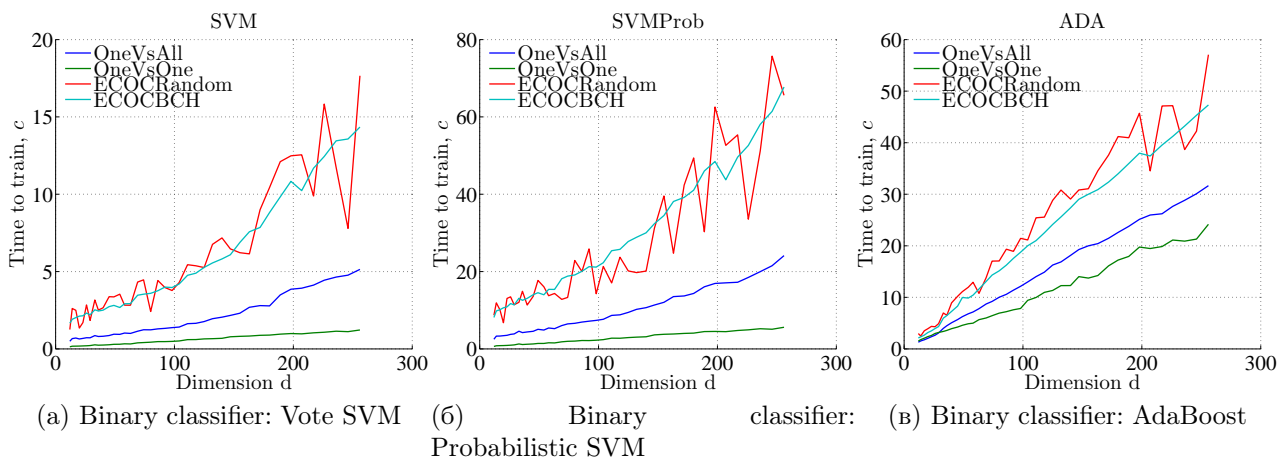 SVM
20
15
10
5
0
0
100
200
300
Time to train, c
Dimension d
OneVsAll
OneVsOne
ECOCRandom
ECOCBCH
(а) Binary classifier: Vote SVM
SVMProb
80
60
40
20
0
0
100
200
300
Time to train, c
Dimension d
OneVsAll
OneVsOne
ECOCRandom
ECOCBCH
(б) Binary classifier:
Probabilistic SVM
ADA
60
50
40
30
20
10
0
0
100
200
300
Time to train, c
Dimension d
OneVsAll
OneVsOne
ECOCRandom
ECOCBCH
(в) Binary classifier: AdaBoost